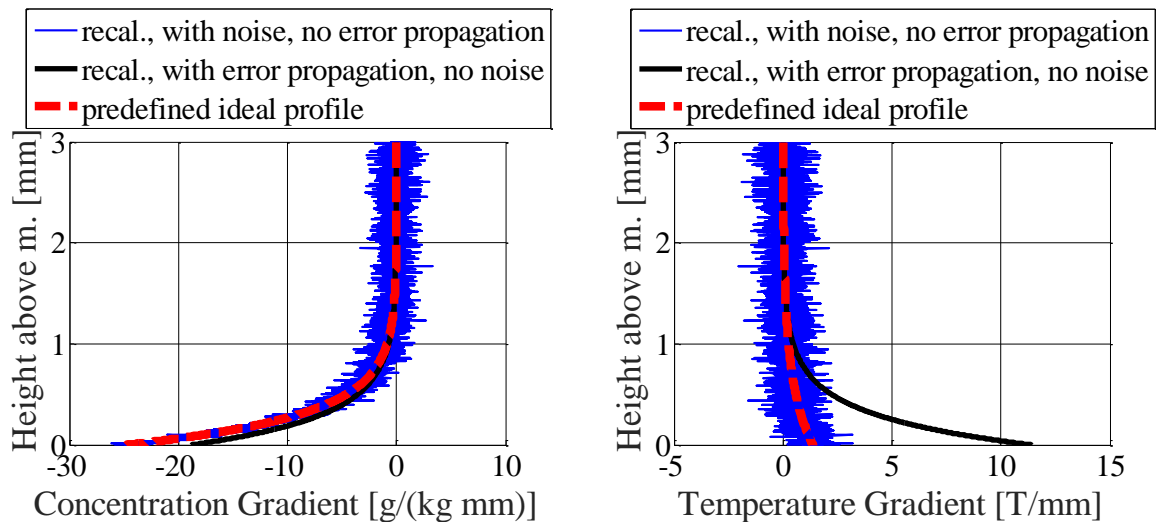 recal., with noise, no error propagation
recal., with error propagation, no noise
predefined ideal profile
Height above m. [mm]
3
2
1
0
-30
-20
-10
0
10
Concentration Gradient [g/(kg mm)]
recal., with noise, no error propagation
recal., with error propagation, no noise
predefined ideal profile
Height above m. [mm]
3
2
1
0
-5
0
5
10
15
Temperature Gradient [T/mm]